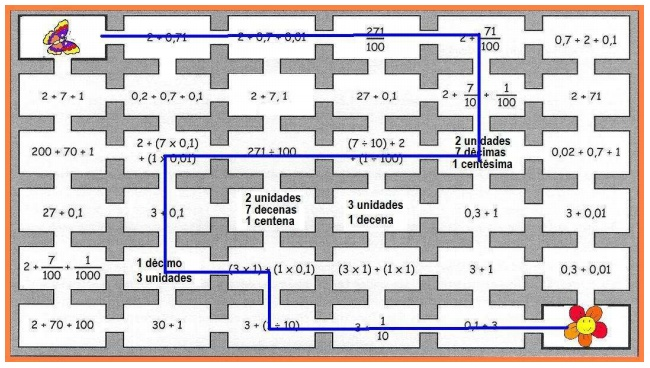 2 + 0,71
2 + 0,7 + 0,01
271
100
2 + 71
100
0,7 + 2 + 0,1
2 + 7 + 1
0,2 + 0,7 + 0,1
2 + 7, 1
27 + 0,1
2 + 7 + 1
10 100
2 + 71
200 + 70 + 1
2 + (7 x 0,1)
+ (1 x 0,01)
271 ÷ 100
(7 ÷ 10) + 2
+ (1 ÷ 100)
2 unidades
7 décimas
1 centésima
0,02 + 0,7 + 1
27 + 0,1
3 + 0,1
2 unidades
7 decenas
1 centena
3 unidades
1 decena
0,3 + 1
3 + 0,01
2 + 7 + 1
100 1000
1 décimo
3 unidades
(3 x 1) + (1 x 0,1)
(3 x 1) + (1 x 1)
3 + 1
0,3 + 0,01
2 + 70 + 100
30 + 1
3 + (1 ÷ 10)
3 + 1
10
0,1 + 3